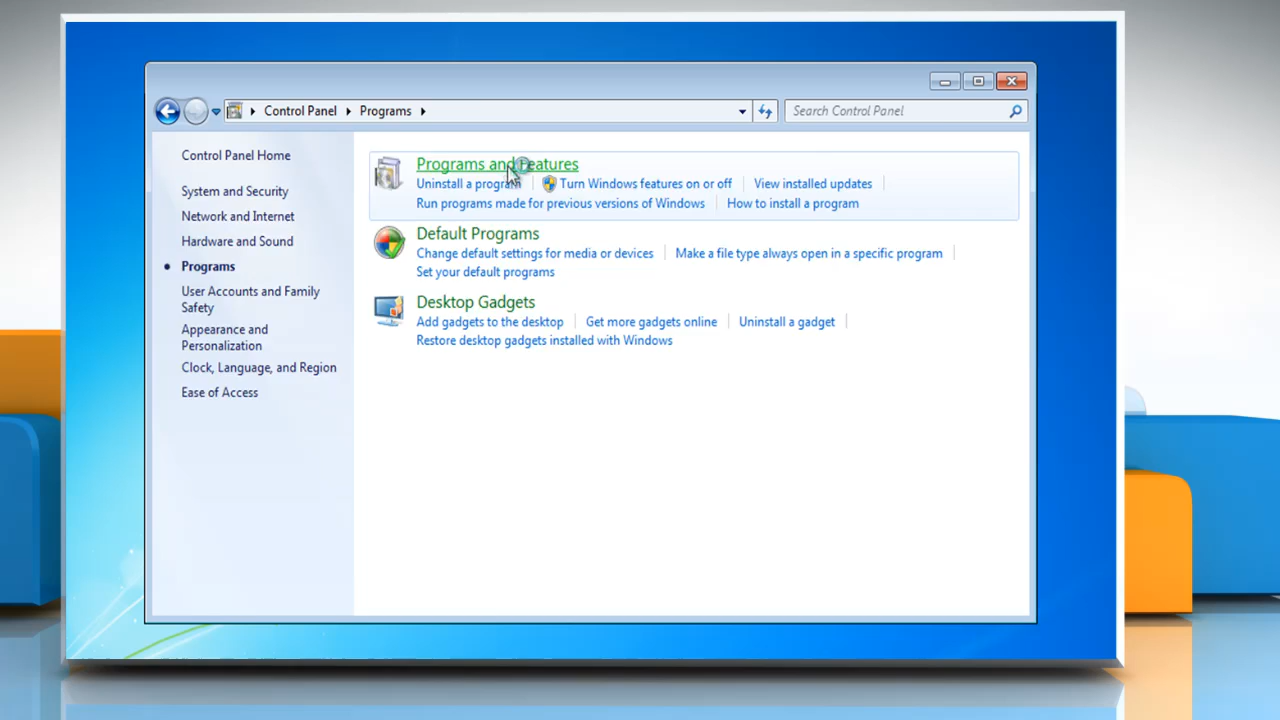 Control Panel Programs
Search Control Panel
Control Panel Home
System and Security
Network and Internet
Hardware and Sound
Programs
User Accounts and Family
Safety
Appearance and
Personalization
Clock, Language, and Region
Ease of Access
Programs and Features
Uninstall a program Turn Windows features on or off View installed updates
Run programs made for previous versions of Windows How to install a program
Default Programs
Change default settings for media or devices Make a file type always open in a specific program
Set your default programs
Desktop Gadgets
Add gadgets to the desktop Get more gadgets online Uninstall a gadget
Restore desktop gadgets installed with Windows